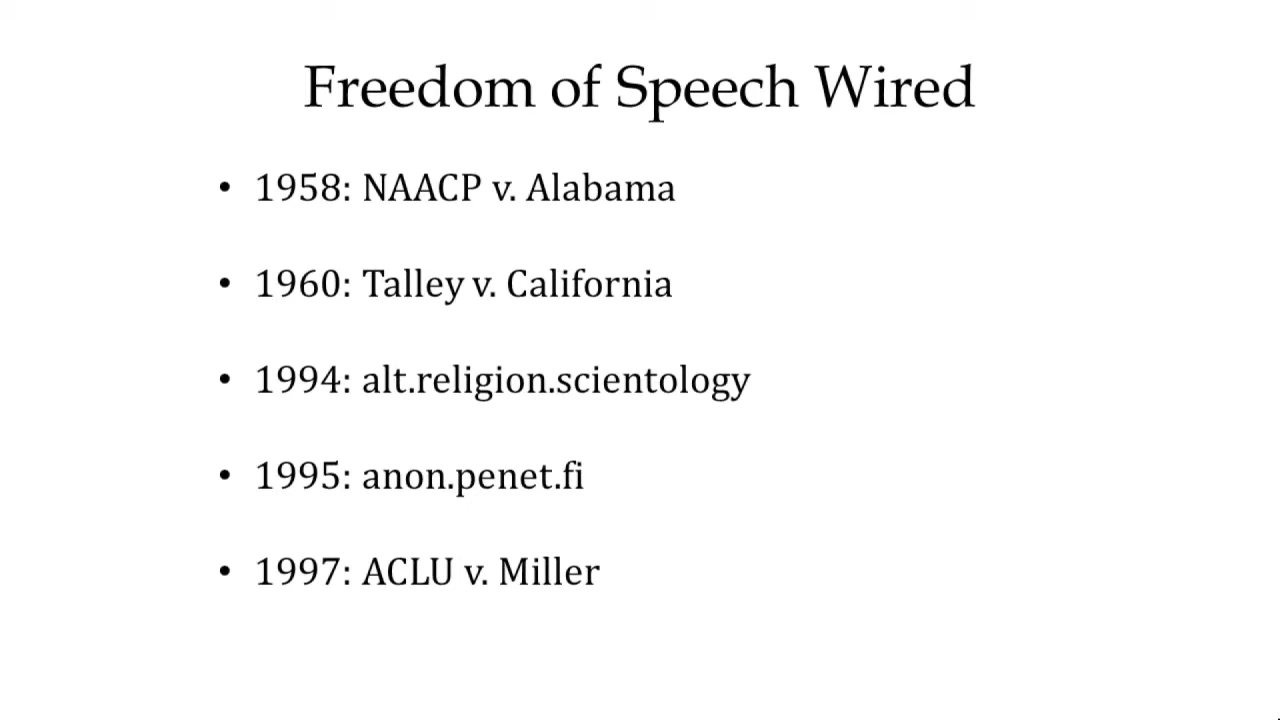 Freedom of Speech Wired
• 1958: NAACP v. Alabama
• 1960: Talley v. California
• 1994: alt.religion.scientology
• 1995: anon.penet.fi
• 1997: ACLU v. Miller